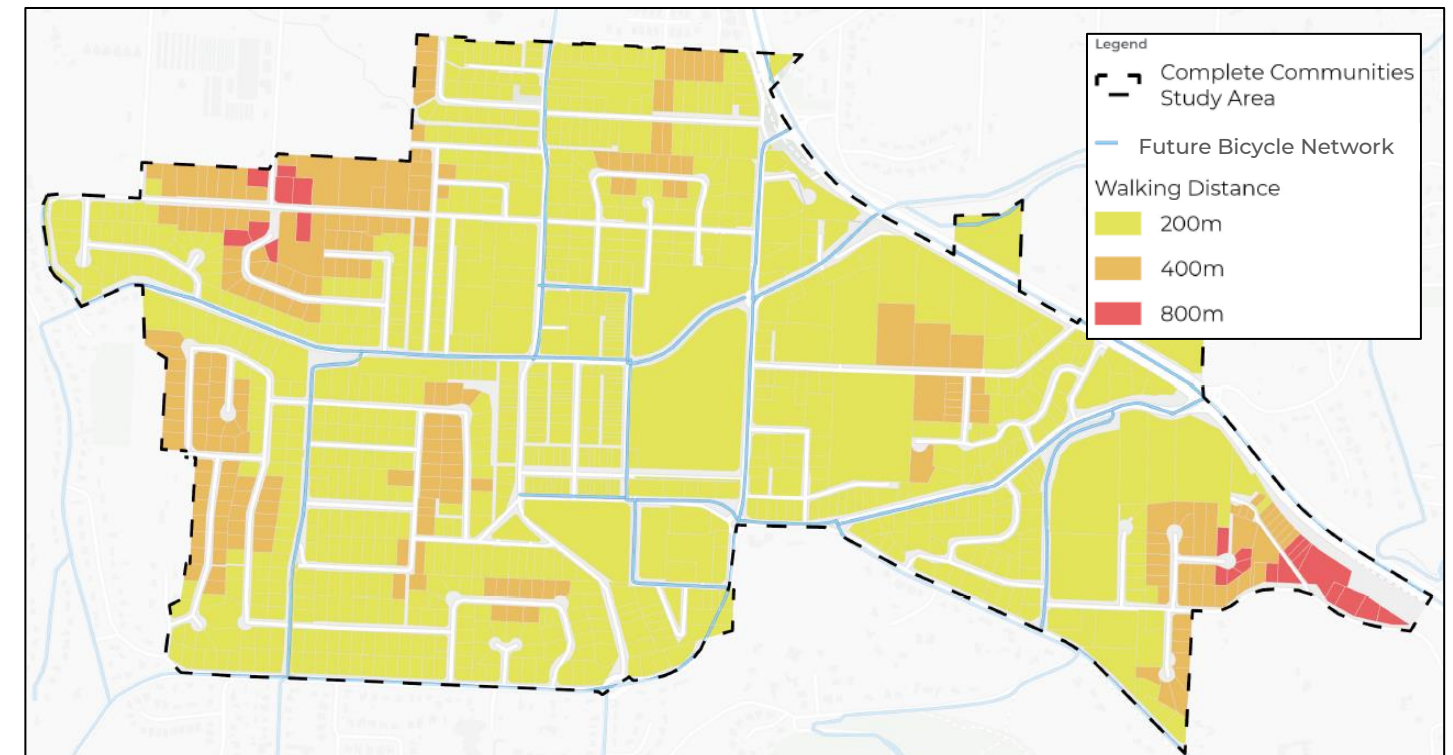 Legend
Complete Communities
Study Area
Future Bicycle Network
Walking Distance
200m
400m
800m